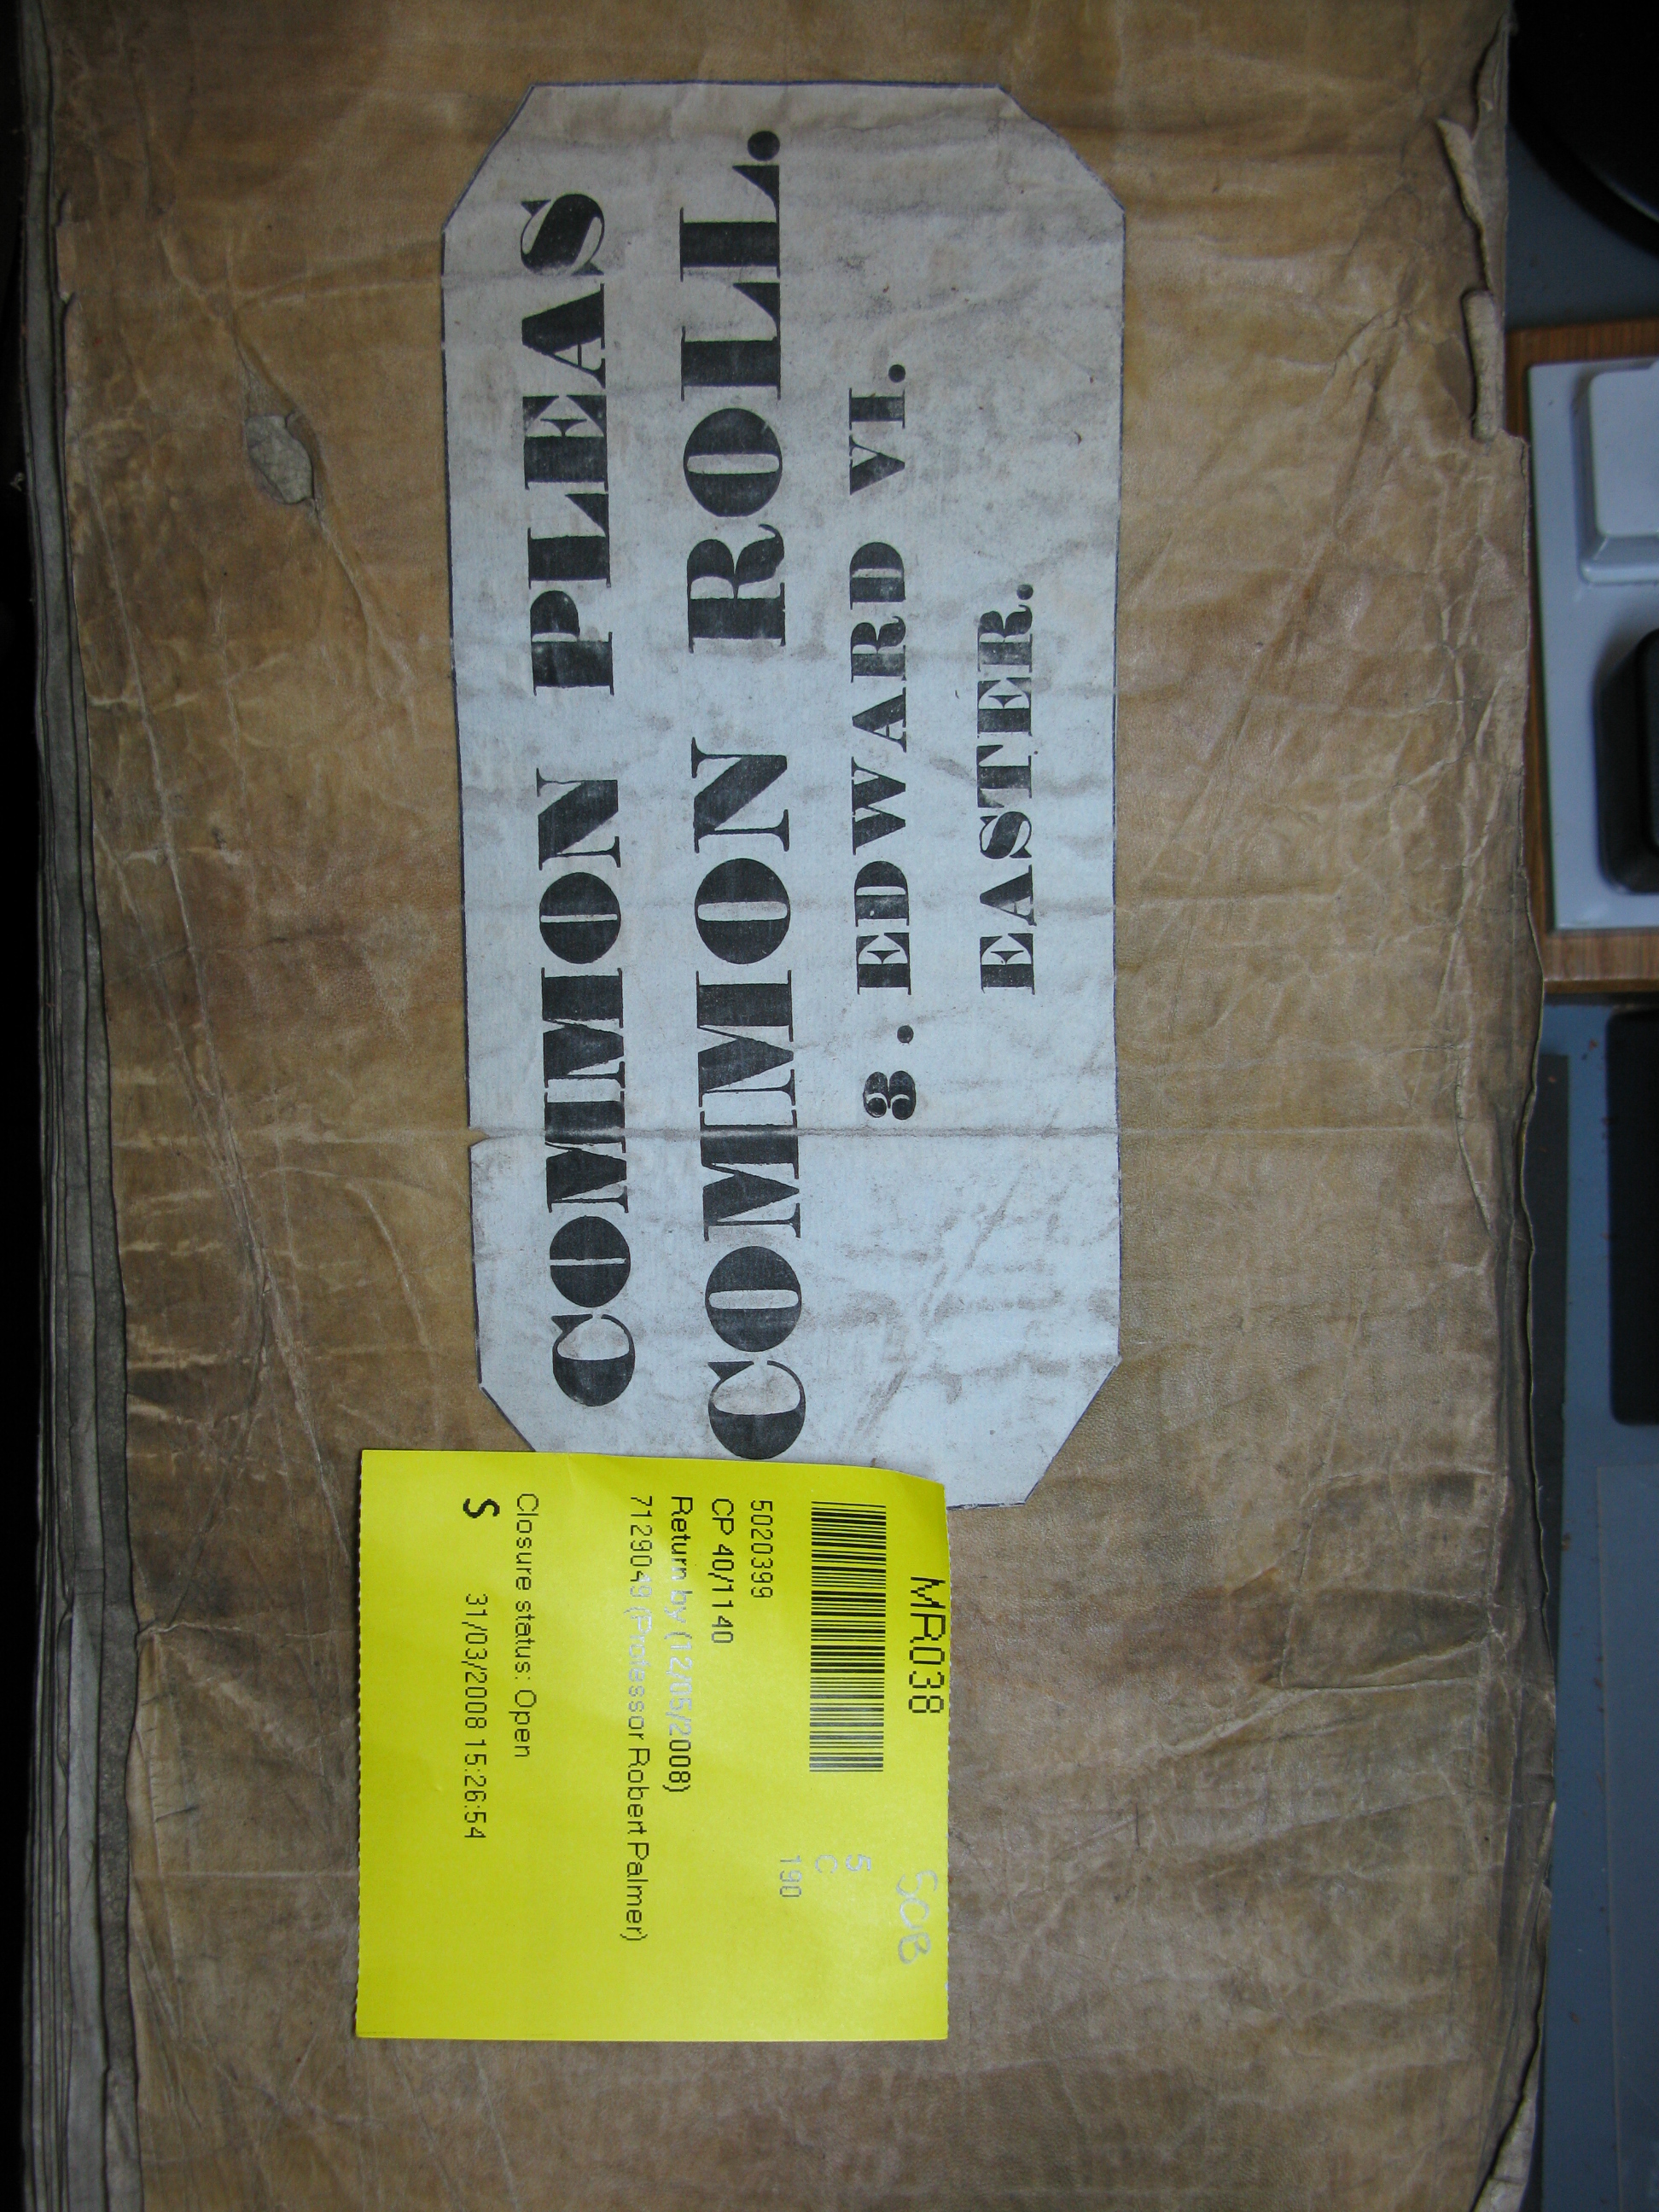 COMMON PLEAS
COMMON ROLL.
3. EDWARD VI.
EASTER.
MR038
5020399
CP 40/1140
Return by (12/05/2008)
7129049 (Professor Robert Palmer)
Closure status: Open
S 31/03/2008 15:26:54
5
C
190